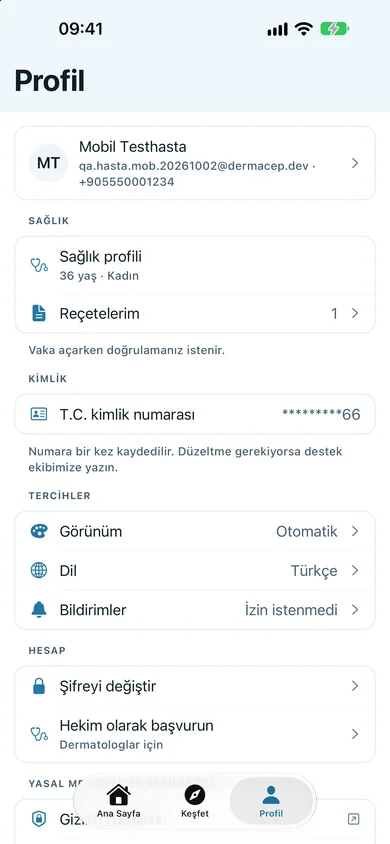 09:41
Profil
MT
Mobil Testhasta
qa.hasta.mob.20261002@dermacep.dev ·
+905550001234
SAĞLIK
Sağlık profili
36 yaş · Kadın
Reçetelerim 1
Vaka açarken doğrulamanız istenir.
KİMLİK
T.C. kimlik numarası *********66
Numara bir kez kaydedilir. Düzeltme gerekiyorsa destek
ekibimize yazın.
TERCİHLER
Görünüm Otomatik
Dil Türkçe
Bildirimler İzin istenmedi
HESAP
Şifreyi değiştir
Hekim olarak başvurun
Dermatologlar için
YASAL
Ana Sayfa Keşfet Profil